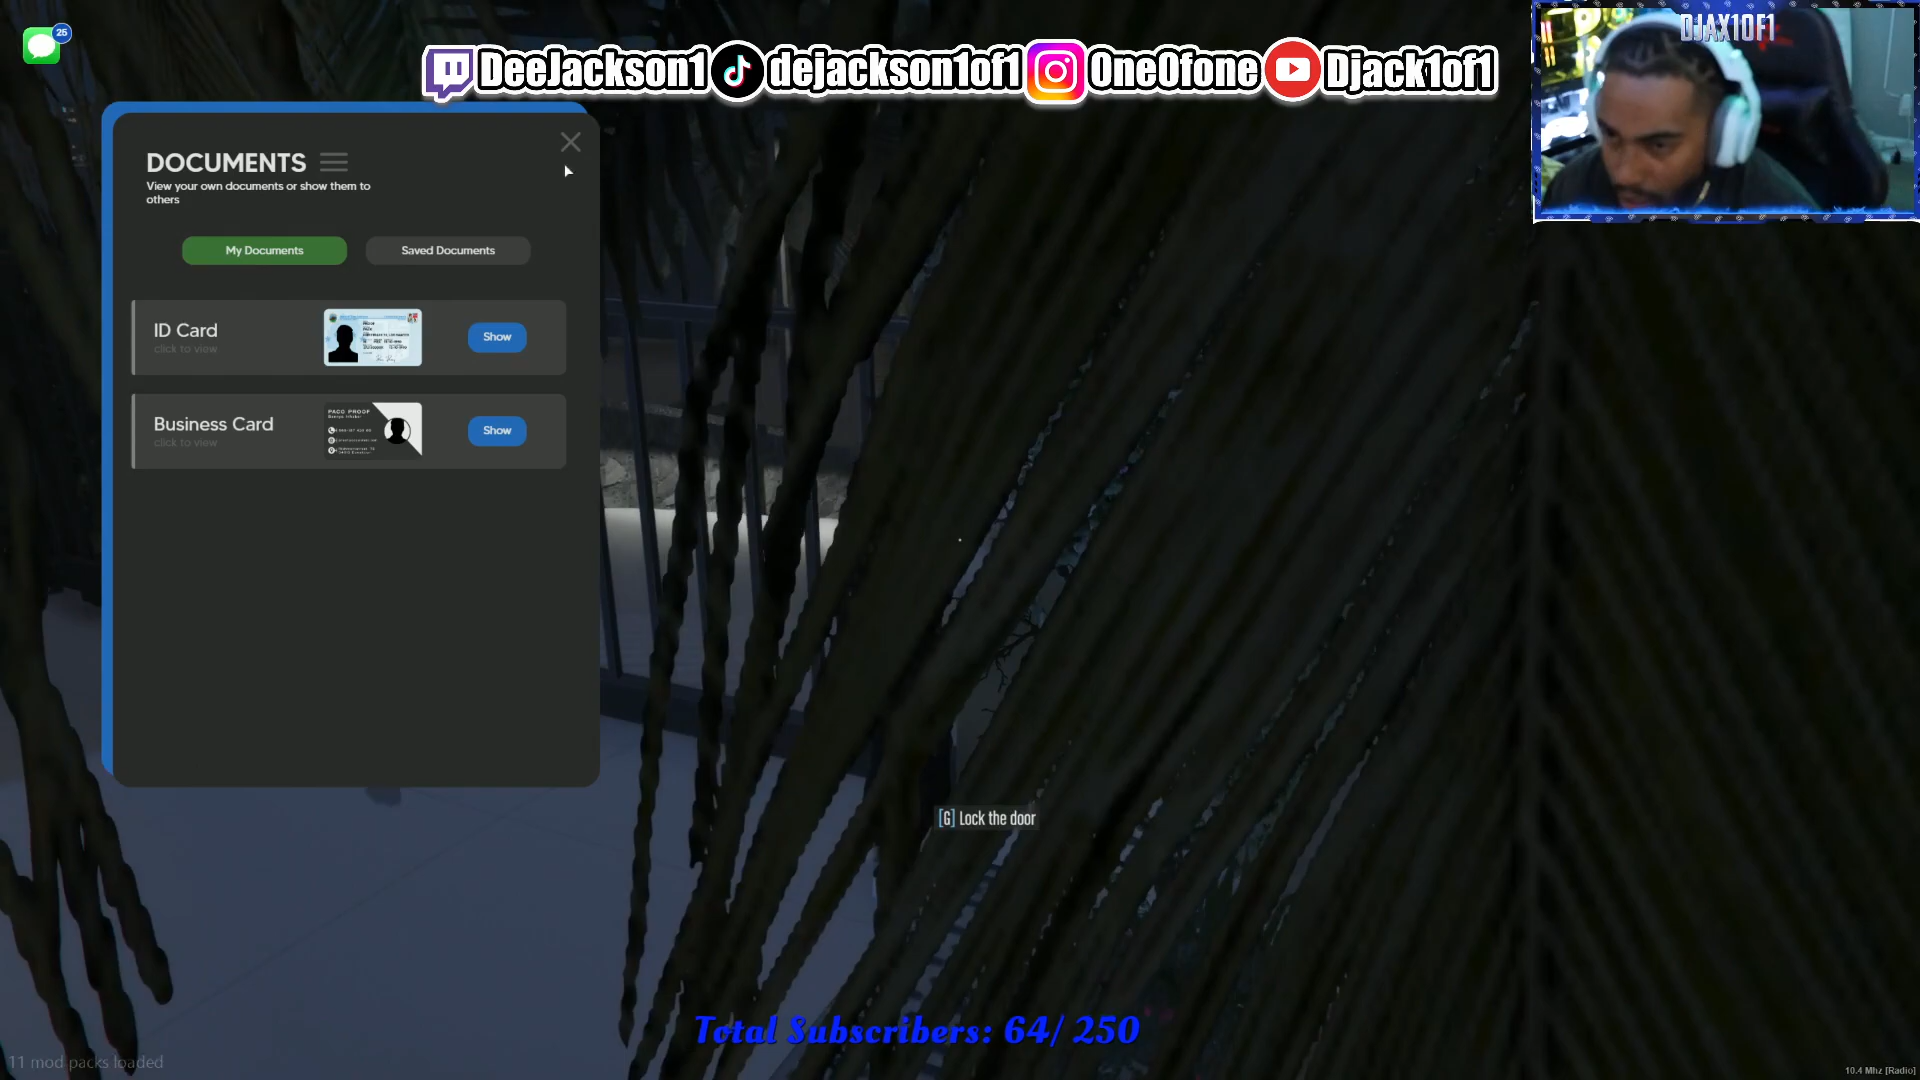 25
DeeJackson1 dejackson1of1 OneOfone Djack1of1
DJAX1OF1
DOCUMENTS
View your own documents or show them to
others
My Documents
Saved Documents
ID Card
click to view
Show
Business Card
click to view
PACO PROOF
Show
[G] Lock the door
Total Subscribers: 64/ 250
11 mod packs loaded
10.4 Mhz [Radio]